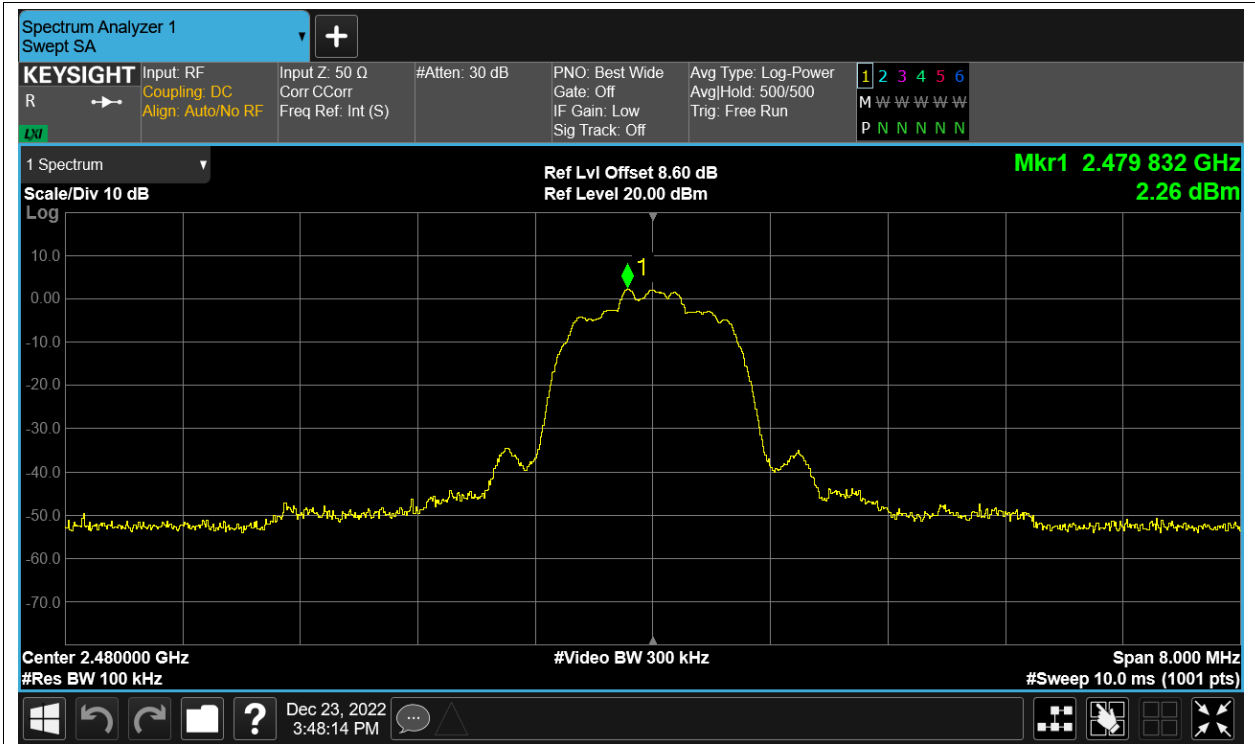 Spectrum Analyzer 1
Swept SA
KEYSIGHT
R
LXI
Input: RF
Coupling: DC
Align: Auto/No RF
Input Z: 50 Ω
Corr CCorr
Freq Ref: Int (S)
#Atten: 30 dB
PNO: Best Wide
Gate: Off
IF Gain: Low
Sig Track: Off
Avg Type: Log-Power
Avg|Hold: 500/500
Trig: Free Run
1 2 3 4 5 6
M W W W W W
P N N N N N
1 Spectrum
Scale/Div 10 dB
Log
Ref Lvl Offset 8.60 dB
Ref Level 20.00 dBm
Mkr1 2.479 832 GHz
2.26 dBm
10.0
1
0.00
-10.0
-20.0
-30.0
-40.0
-50.0
-60.0
-70.0
Center 2.480000 GHz
#Video BW 300 kHz
Span 8.000 MHz
#Res BW 100 kHz
#Sweep 10.0 ms (1001 pts)
?
Dec 23, 2022
3:48:14 PM